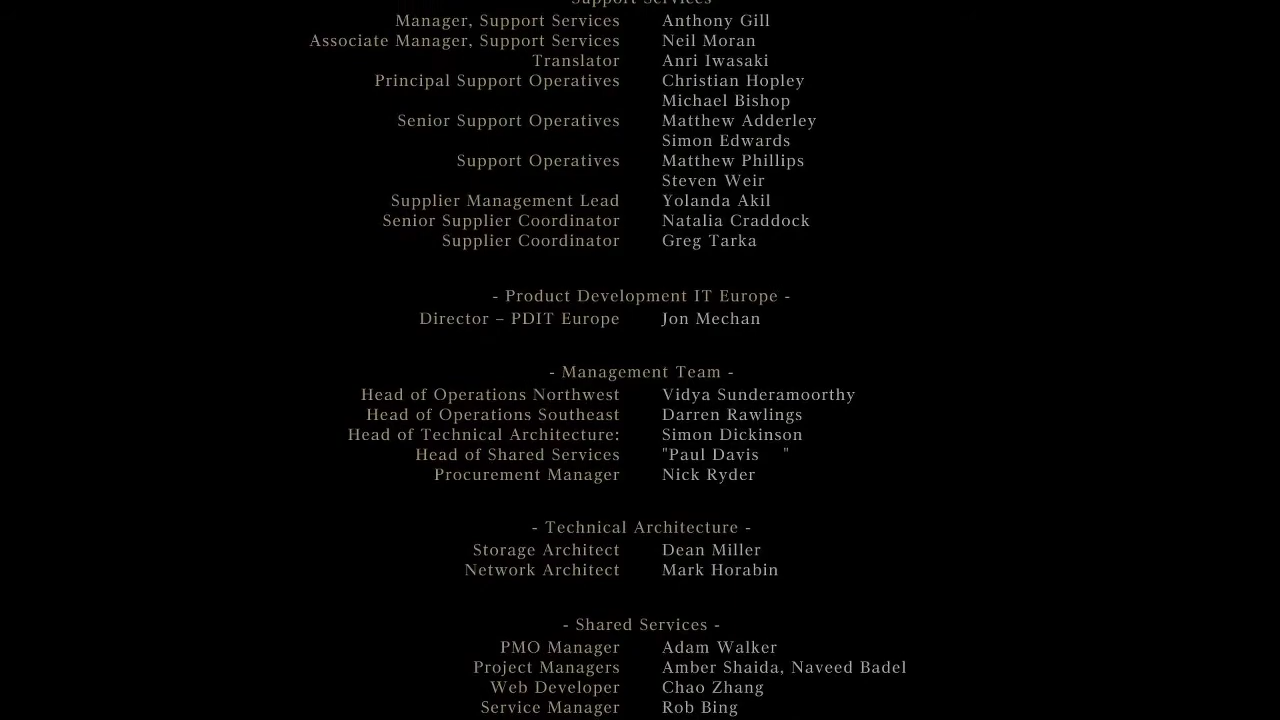 Support Services
Manager, Support Services Anthony Gill
Associate Manager, Support Services Neil Moran
Translator Anri Iwasaki
Principal Support Operatives Christian Hopley
Michael Bishop
Senior Support Operatives Matthew Adderley
Simon Edwards
Support Operatives Matthew Phillips
Steven Weir
Supplier Management Lead Yolanda Akil
Senior Supplier Coordinator Natalia Craddock
Supplier Coordinator Greg Tarka
- Product Development IT Europe -
Director – PDIT Europe Jon Mechan
- Management Team -
Head of Operations Northwest Vidya Sunderamoorthy
Head of Operations Southeast Darren Rawlings
Head of Technical Architecture: Simon Dickinson
Head of Shared Services "Paul Davis "
Procurement Manager Nick Ryder
- Technical Architecture -
Storage Architect Dean Miller
Network Architect Mark Horabin
- Shared Services -
PMO Manager Adam Walker
Project Managers Amber Shaida, Naveed Badel
Web Developer Chao Zhang
Service Manager Rob Bing